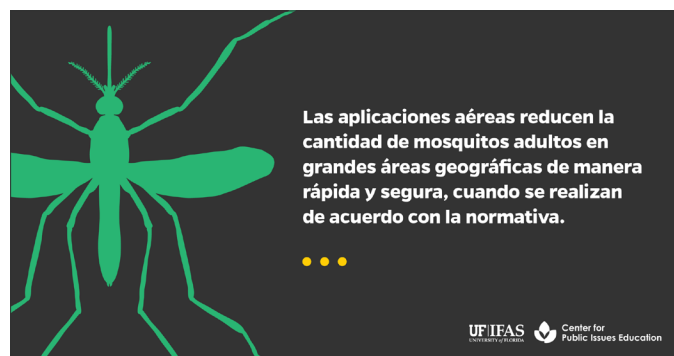 Las aplicaciones aéreas reducen la
cantidad de mosquitos adultos en
grandes áreas geográficas de manera
rápida y segura, cuando se realizan
de acuerdo con la normativa.
UF|IFAS
UNIVERSITY of FLORIDA
Center for
Public Issues Education